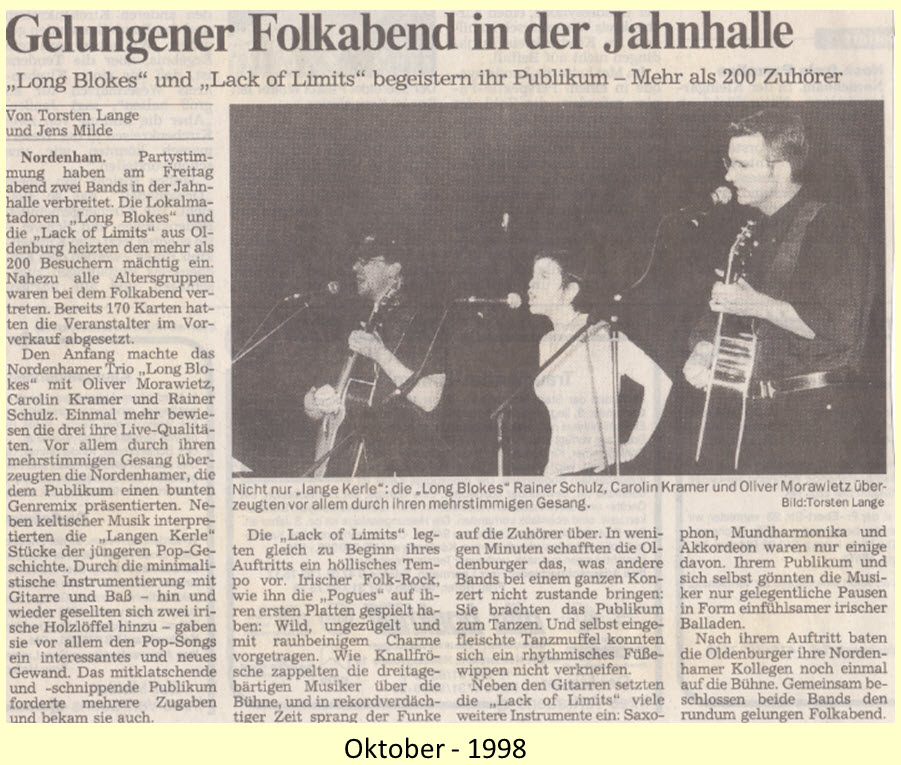 Gelungener Folkabend in der Jahnhalle
„Long Blokes“ und „Lack of Limits“ begeistern ihr Publikum – Mehr als 200 Zuhörer
Von Torsten Lange
und Jens Milde
Nordenham. Partystim-
mung haben am Freitag
abend zwei Bands in der Jahn-
halle verbreitet. Die Lokalma-
tadoren „Long Blokes“ und
die „Lack of Limits“ aus Ol-
denburg heizten den mehr als
200 Besuchern mächtig ein.
Nahezu alle Altersgruppen
waren bei dem Folkabend ver-
treten. Bereits 170 Karten hat-
ten die Veranstalter im Vor-
verkauf abgesetzt.
Den Anfang machte das
Nordenhamer Trio „Long Blo-
kes“ mit Oliver Morawietz,
Carolin Kramer und Rainer
Schulz. Einmal mehr bewie-
sen die drei ihre Live-Qualitä-
ten. Vor allem durch ihren
mehrstimmigen Gesang über-
zeugten die Nordenhamer, die
dem Publikum einen bunten
Genremix präsentierten. Ne-
ben keltischer Musik interpre-
tierten die „Langen Kerle“
Stücke der jüngeren Pop-Ge-
schichte. Durch die minimali-
stische Instrumentierung mit
Gitarre und Baß – hin und
wieder gesellten sich zwei iri-
sche Holzlöffel hinzu – gaben
sie vor allen den Pop-Songs
ein interessantes und neues
Gewand. Das mitklatschende
und -schnippende Publikum
forderte mehrere Zugaben
und bekam sie auch.
Nicht nur „lange Kerle“: die „Long Blokes“ Rainer Schulz, Carolin Kramer und Oliver Morawietz über-
zeugten vor allem durch ihren mehrstimmigen Gesang.
Bild:Torsten Lange
Die „Lack of Limits“ leg-
ten gleich zu Beginn ihres
Auftritts ein höllisches Tem-
po vor. Irischer Folk-Rock,
wie ihn die „Pogues“ auf ih-
ren ersten Platten gespielt ha-
ben: Wild, ungezügelt und
mit rauhbeinigem Charme
vorgetragen. Wie Knallfrö-
sche zappelten die dreitage-
bärtigen Musiker über die
Bühne, und in rekordverdäch-
tiger Zeit sprang der Funke
auf die Zuhörer über. In weni-
gen Minuten schafften die Ol-
denburger das, was andere
Bands bei einem ganzen Kon-
zert nicht zustande bringen:
Sie brachten das Publikum
zum Tanzen. Und selbst einge-
fleischte Tanzmuffel konnten
sich ein rhythmisches Füße-
wippen nicht verkneifen.
Neben den Gitarren setzten
die „Lack of Limits“ viele
weitere Instrumente ein: Saxo-
phon, Mundharmonika und
Akkordeon waren nur einige
davon. Ihrem Publikum und
sich selbst gönnten die Musi-
ker nur gelegentliche Pausen
in Form einfühlsamer irischer
Balladen.
Nach ihrem Auftritt baten
die Oldenburger ihre Norden-
hamer Kollegen noch einmal
auf die Bühne. Gemeinsam be-
schlossen beide Bands den
rundum gelungen Folkabend.
Oktober - 1998